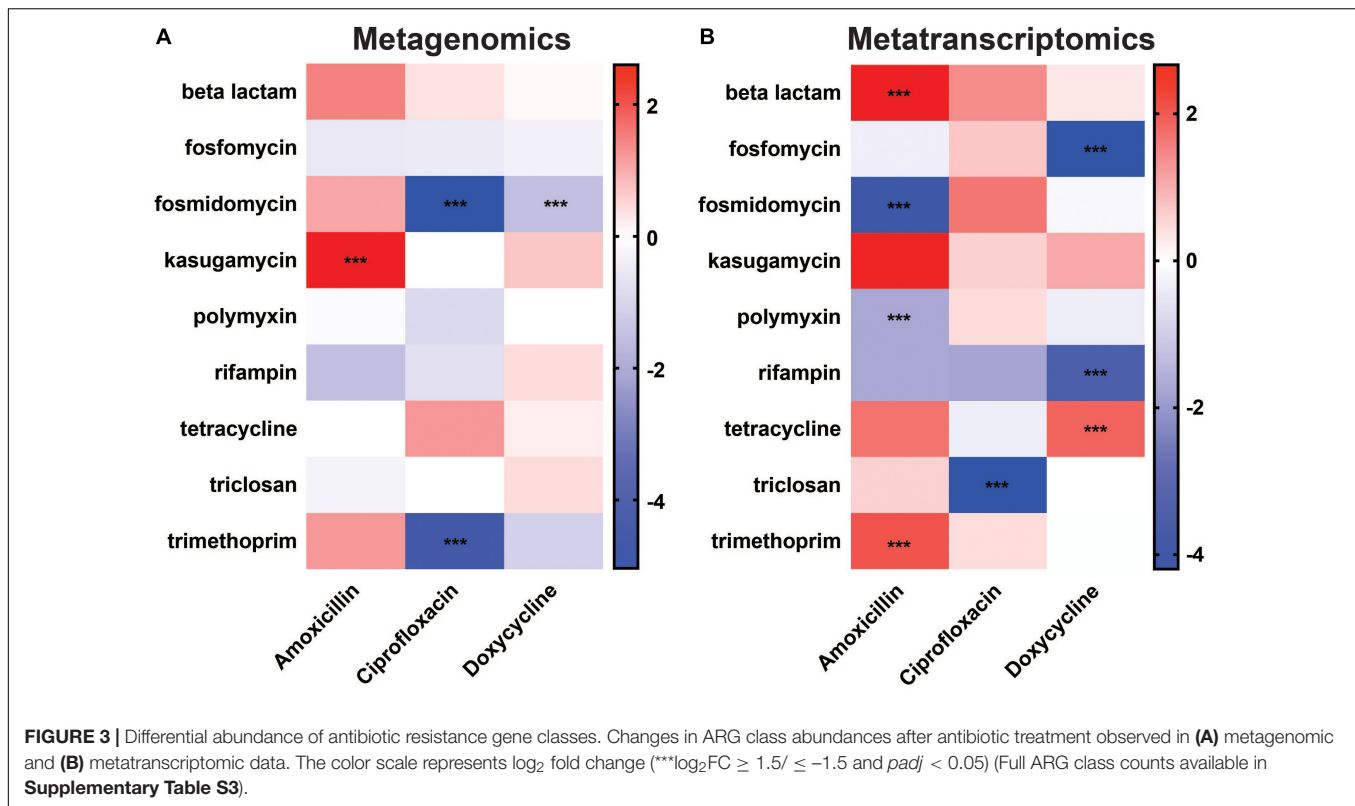 A
Metagenomics
beta lactam
fosfomycin
fosmidomycin
*** ***
kasugamycin
***
polymyxin
rifampin
tetracycline
triclosan
trimethoprim
***
Amoxicillin
Ciprofloxacin
Doxycycline
2
0
-2
-4
B
Metatranscriptomics
beta lactam
***
fosfomycin
***
fosmidomycin
***
kasugamycin
polymyxin
***
rifampin
***
tetracycline
***
triclosan
***
trimethoprim
***
Amoxicillin
Ciprofloxacin
Doxycycline
2
0
-2
-4
FIGURE 3 | Differential abundance of antibiotic resistance gene classes. Changes in ARG class abundances after antibiotic treatment observed in (A) metagenomic
and (B) metatranscriptomic data. The color scale represents log₂ fold change (***log₂FC ≥ 1.5/ ≤ –1.5 and padj < 0.05) (Full ARG class counts available in
Supplementary Table S3).